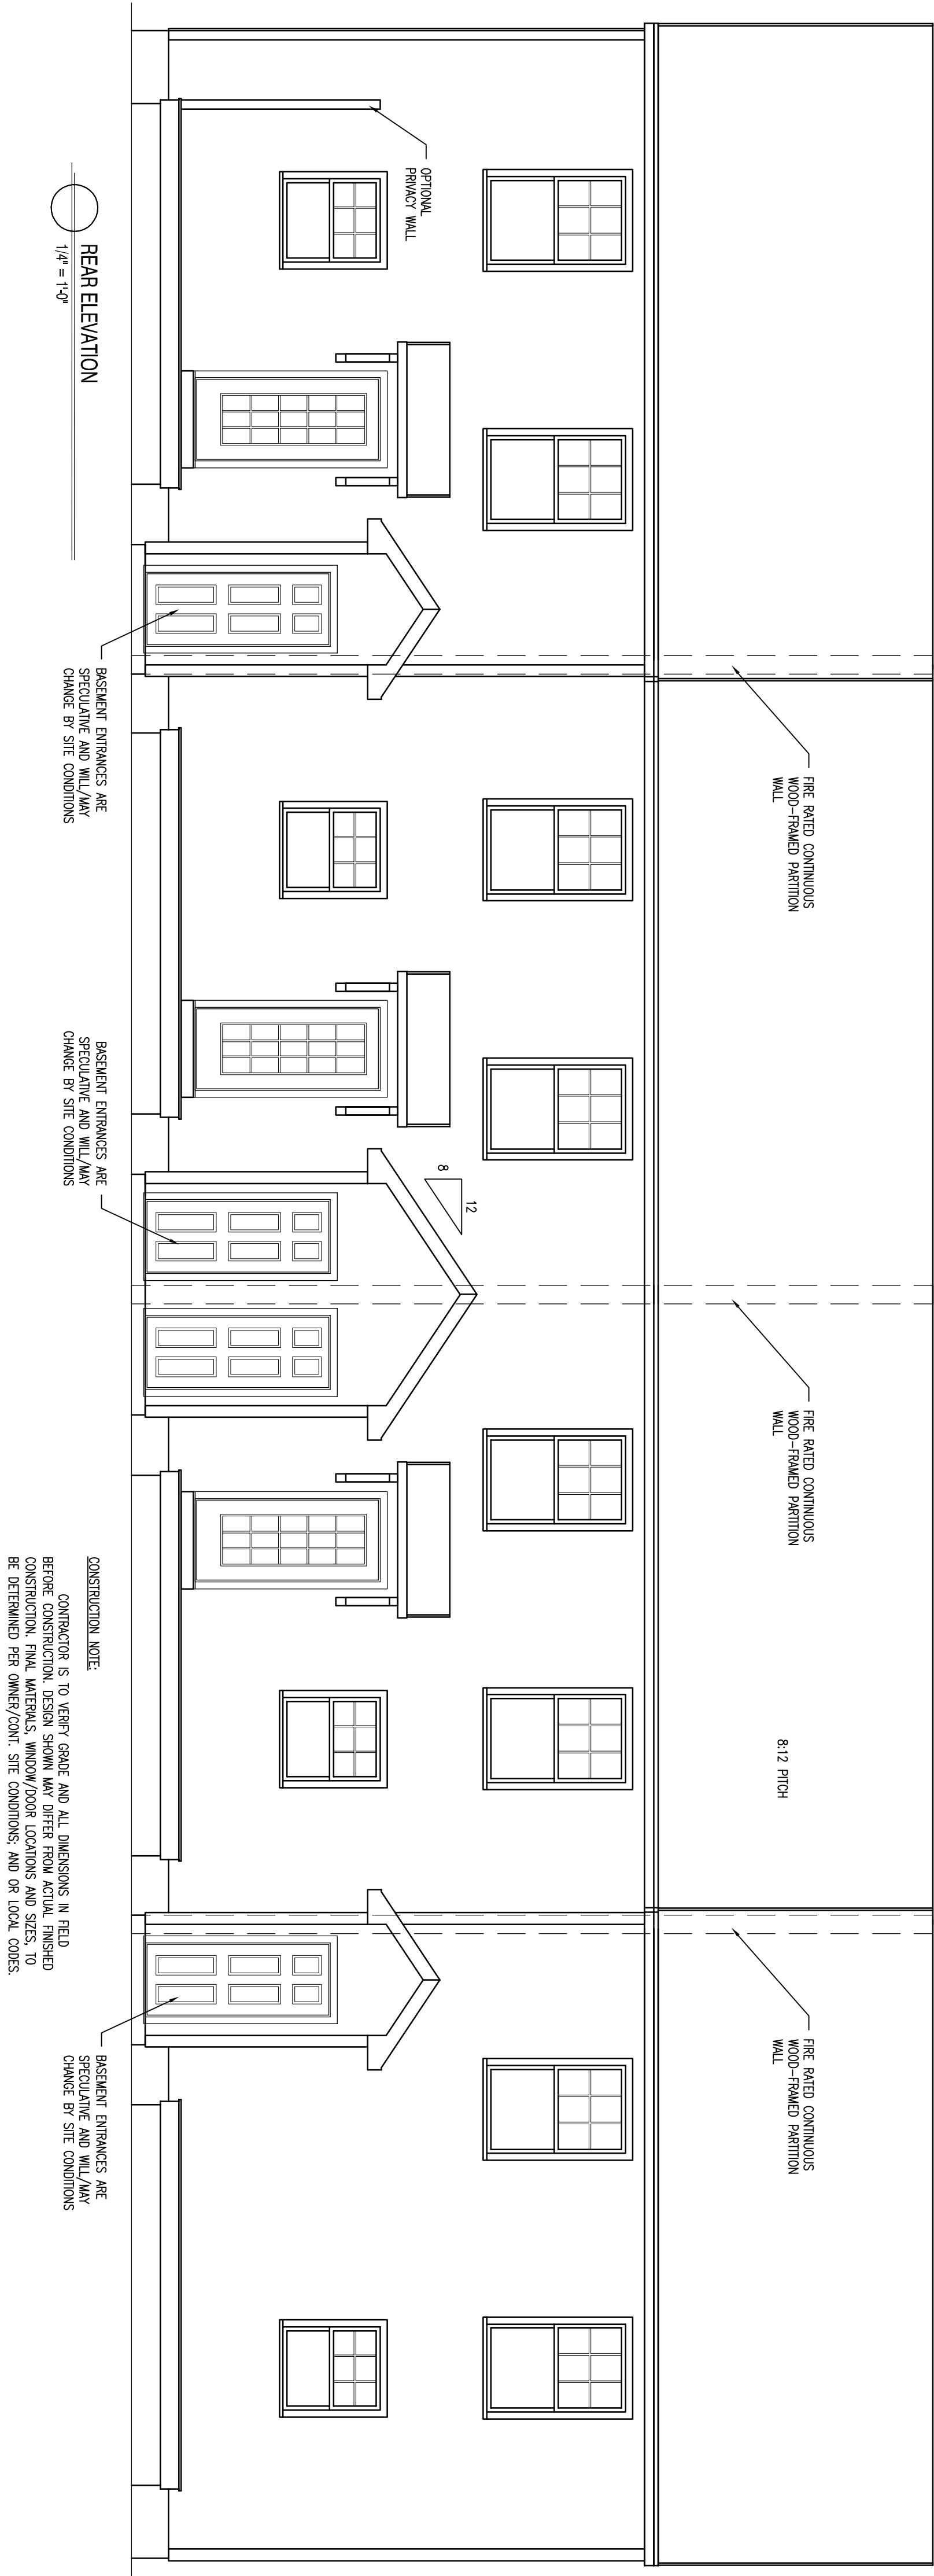 FIRE RATED CONTINUOUS
WOOD-FRAMED PARTITION
WALL
FIRE RATED CONTINUOUS
WOOD-FRAMED PARTITION
WALL
8:12 PITCH
FIRE RATED CONTINUOUS
WOOD-FRAMED PARTITION
WALL
OPTIONAL
PRIVACY WALL
12
8
REAR ELEVATION
1/4" = 1'-0"
BASEMENT ENTRANCES ARE
SPECULATIVE AND WILL/MAY
CHANGE BY SITE CONDITIONS
BASEMENT ENTRANCES ARE
SPECULATIVE AND WILL/MAY
CHANGE BY SITE CONDITIONS
BASEMENT ENTRANCES ARE
SPECULATIVE AND WILL/MAY
CHANGE BY SITE CONDITIONS
CONSTRUCTION NOTE:
CONTRACTOR IS TO VERIFY GRADE AND ALL DIMENSIONS IN FIELD
BEFORE CONSTRUCTION. DESIGN SHOWN MAY DIFFER FROM ACTUAL FINISHED
CONSTRUCTION. FINAL MATERIALS, WINDOW/DOOR LOCATIONS AND SIZES, TO
BE DETERMINED PER OWNER/CONT. SITE CONDITIONS; AND OR LOCAL CODES.